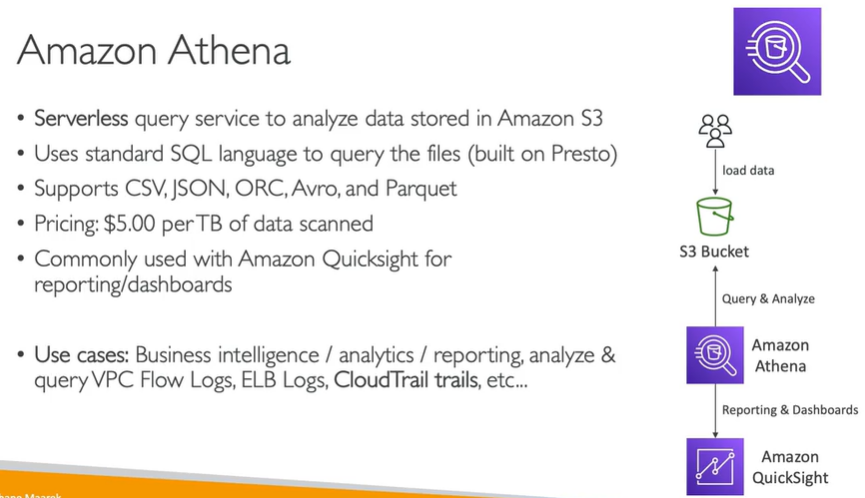 Amazon Athena
• Serverless query service to analyze data stored in Amazon S3
• Uses standard SQL language to query the files (built on Presto)
• Supports CSV, JSON, ORC, Avro, and Parquet
• Pricing: $5.00 per TB of data scanned
• Commonly used with Amazon Quicksight for
reporting/dashboards
• Use cases: Business intelligence / analytics / reporting, analyze &
query VPC Flow Logs, ELB Logs, CloudTrail trails, etc...
load data
S3 Bucket
Query & Analyze
Amazon
Athena
Reporting & Dashboards
Amazon
QuickSight